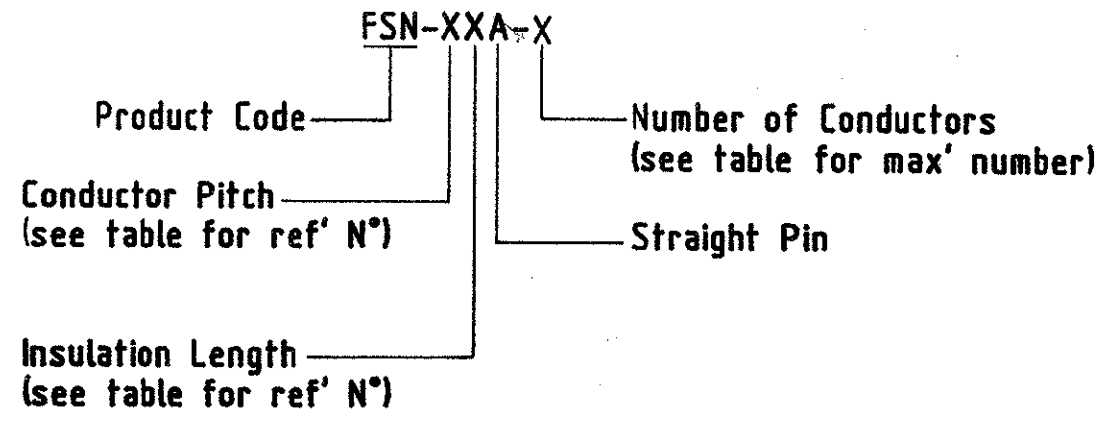 FSN-XXA-X
Product Code
Number of Conductors
(see table for max' number)
Conductor Pitch
(see table for ref' N°)
Straight Pin
Insulation Length
(see table for ref' N°)